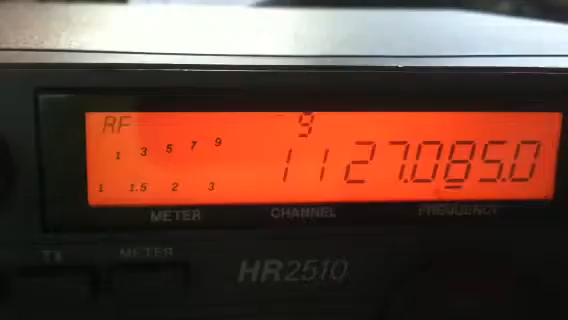 RF 9
1 3 5 7 9
11 27.085.0
1 1.5 2 3
METER CHANNEL FREQUENCY
TX METER
HR2510